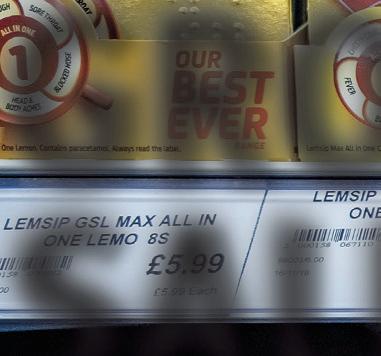 SORE THROAT
ALL IN ONE
1
BLOCKED NOSE
HEAD &
BODY ACHES
OUR
BEST
EVER
RANGE
FEVER
One Lemon. Contains paracetamol. Always read the label.
Lemsip Max All in
LEMSIP GSL MAX ALL IN
ONE LEMO 8S
£5.99
£5.99 Each
LEMSIP
ONE
000158 067110